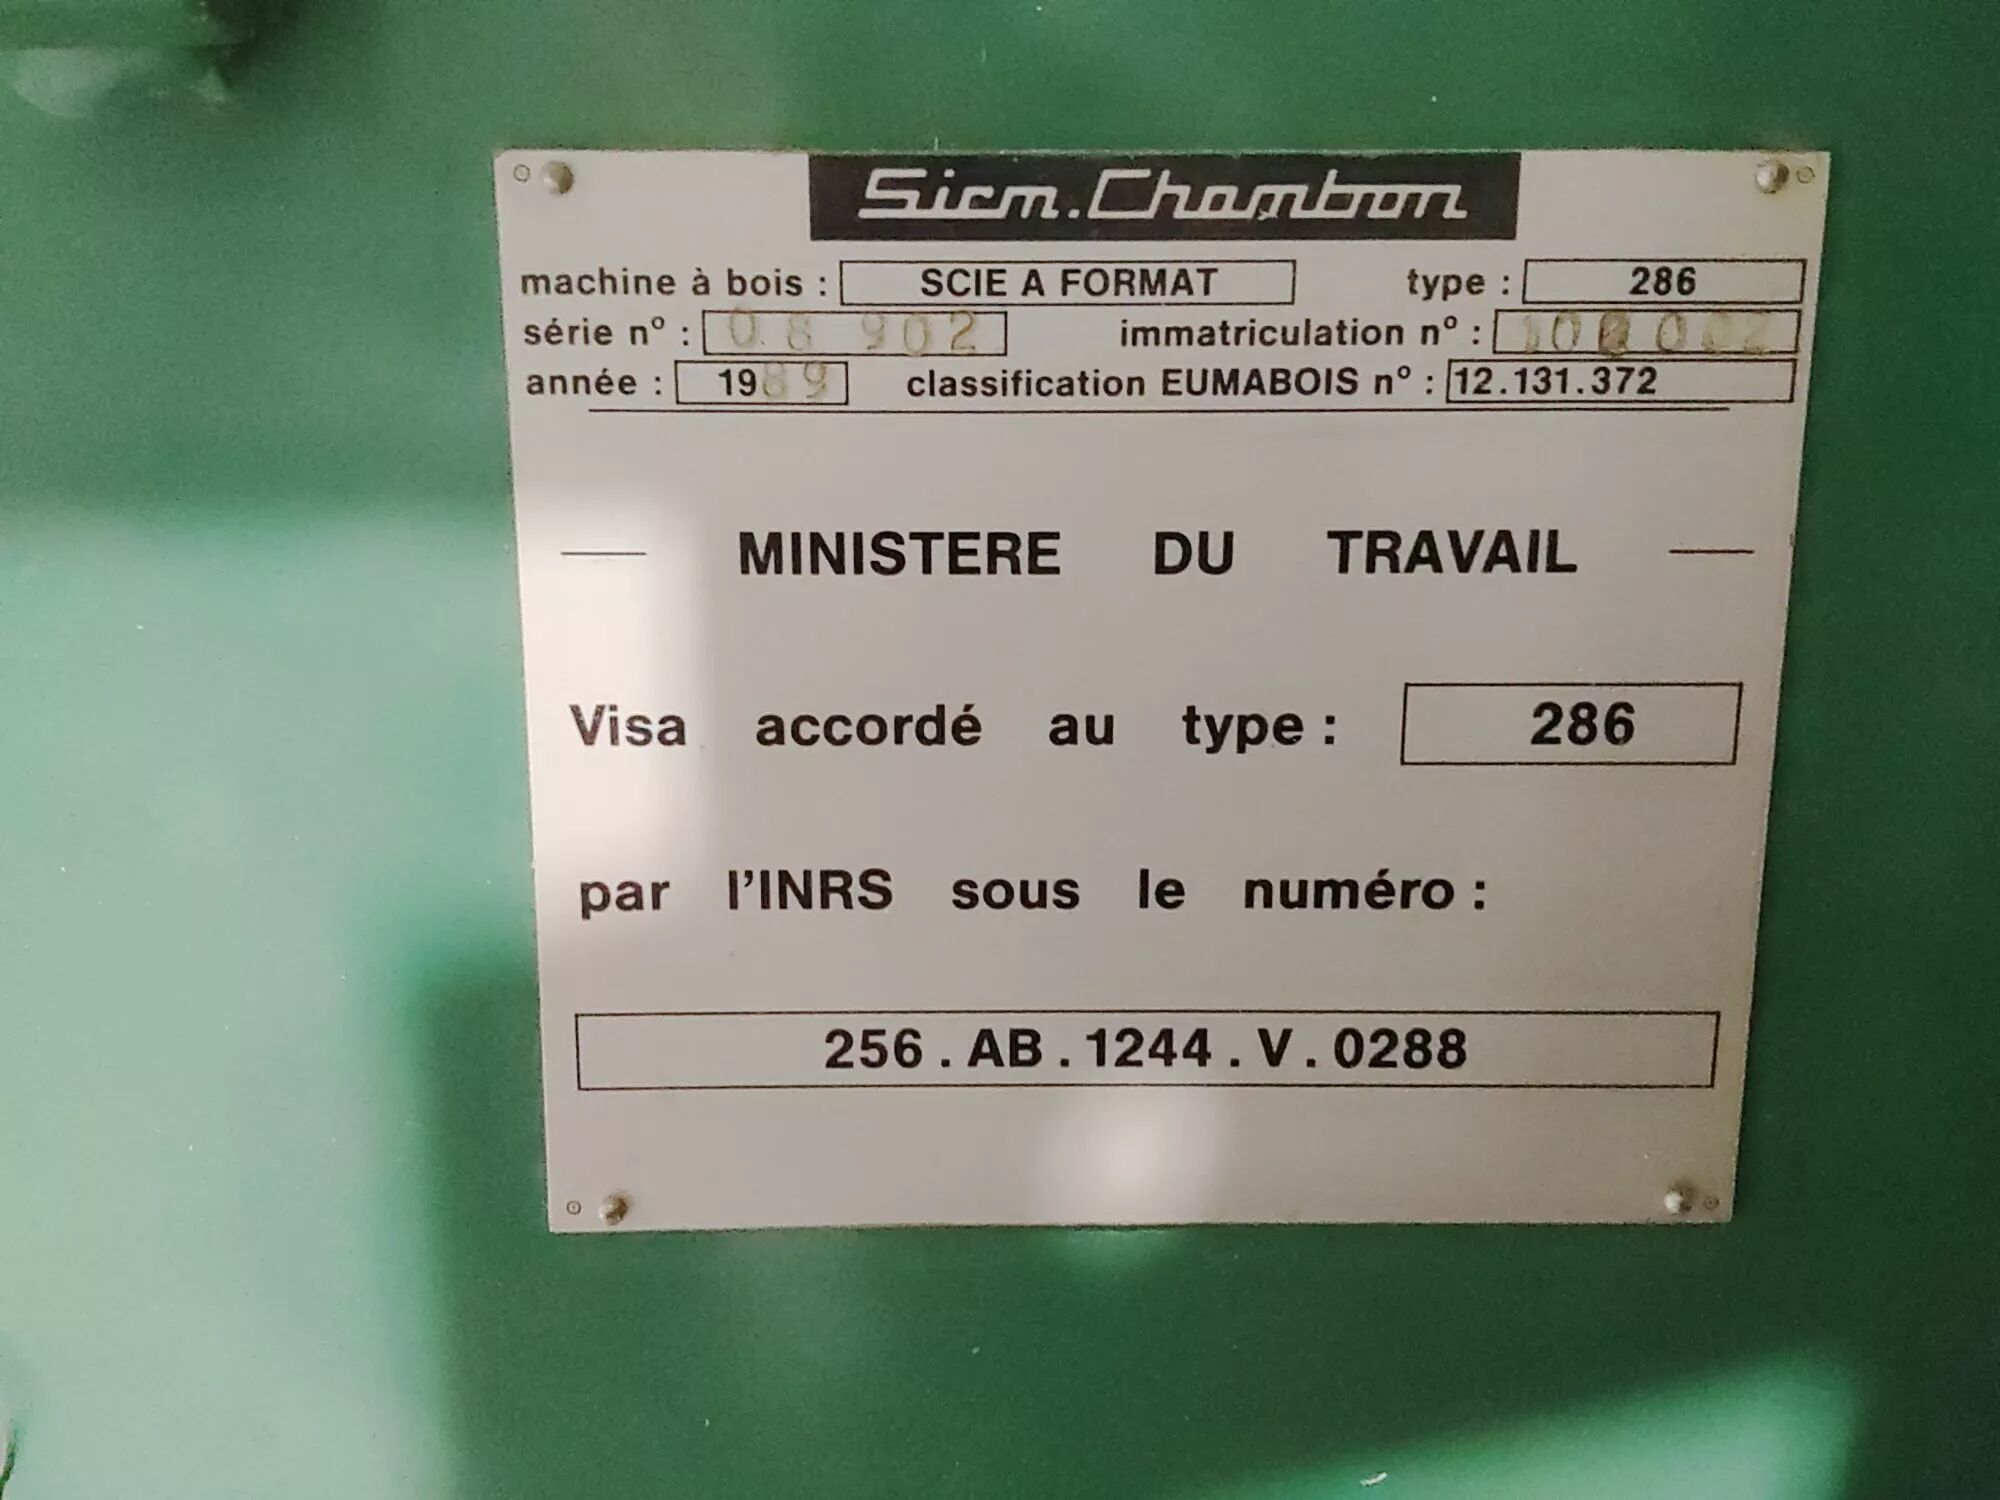 Sicm.Chambon
machine à bois : SCIE A FORMAT type : 286
série n° : 08 902 immatriculation n° :
année : 1989 classification EUMABOIS n° : 12.131.372
MINISTERE DU TRAVAIL
Visa accordé au type : 286
par l'INRS sous le numéro :
256 . AB . 1244 . V . 0288